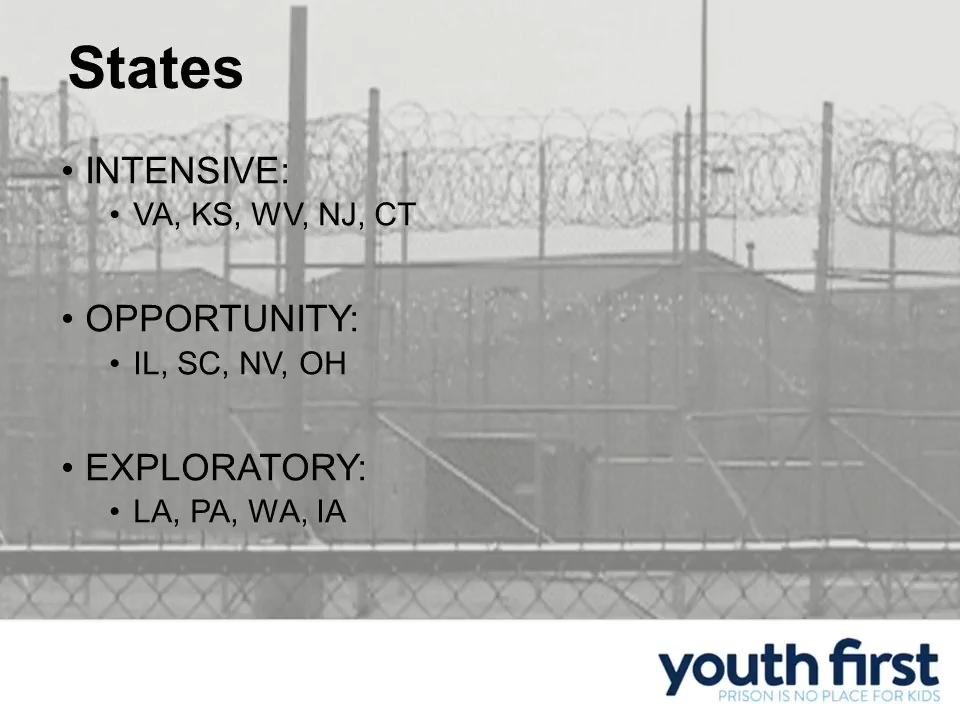 States
• INTENSIVE:
• VA, KS, WV, NJ, CT
• OPPORTUNITY:
• IL, SC, NV, OH
• EXPLORATORY:
• LA, PA, WA, IA
youth first
PRISON IS NO PLACE FOR KIDS